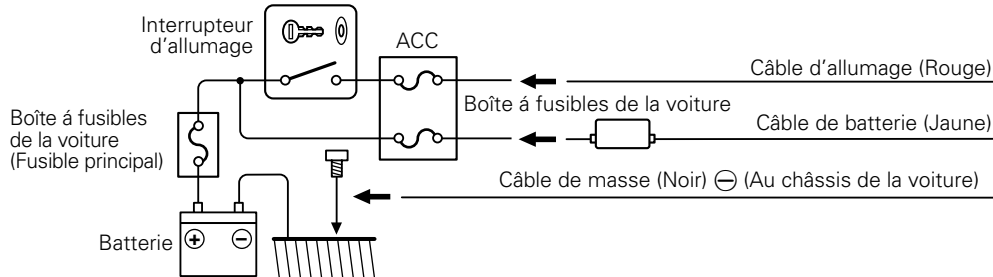 Interrupteur
d'allumage
ACC
Câble d'allumage (Rouge)
Boîte á fusibles de la voiture
Câble de batterie (Jaune)
Boîte á fusibles
de la voiture
(Fusible principal)
Câble de masse (Noir) ⊖ (Au châssis de la voiture)
Batterie
+ −